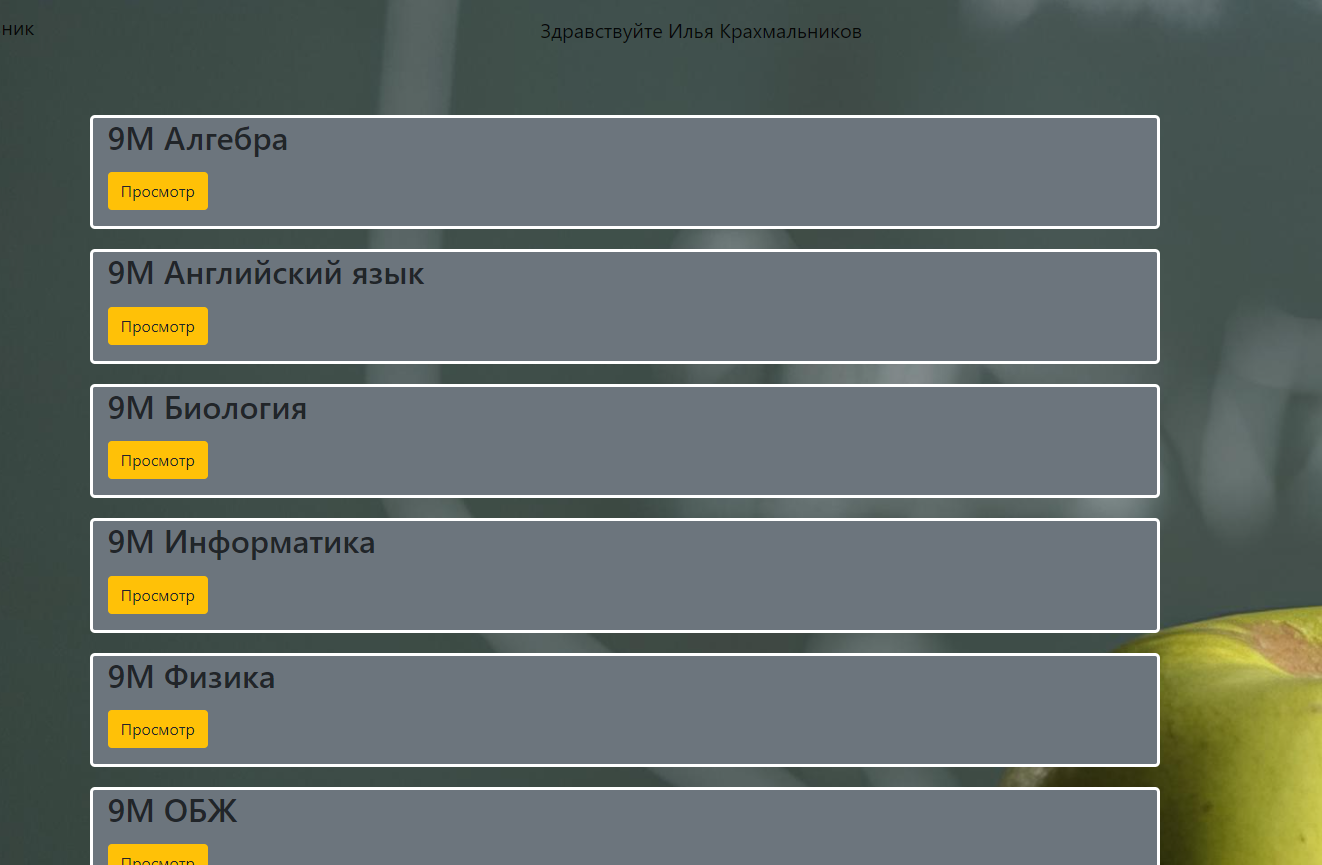 ник
Здравствуйте Илья Крахмальников
9М Алгебра
Просмотр
9М Английский язык
Просмотр
9М Биология
Просмотр
9М Информатика
Просмотр
9М Физика
Просмотр
9М ОБЖ
Просмотр